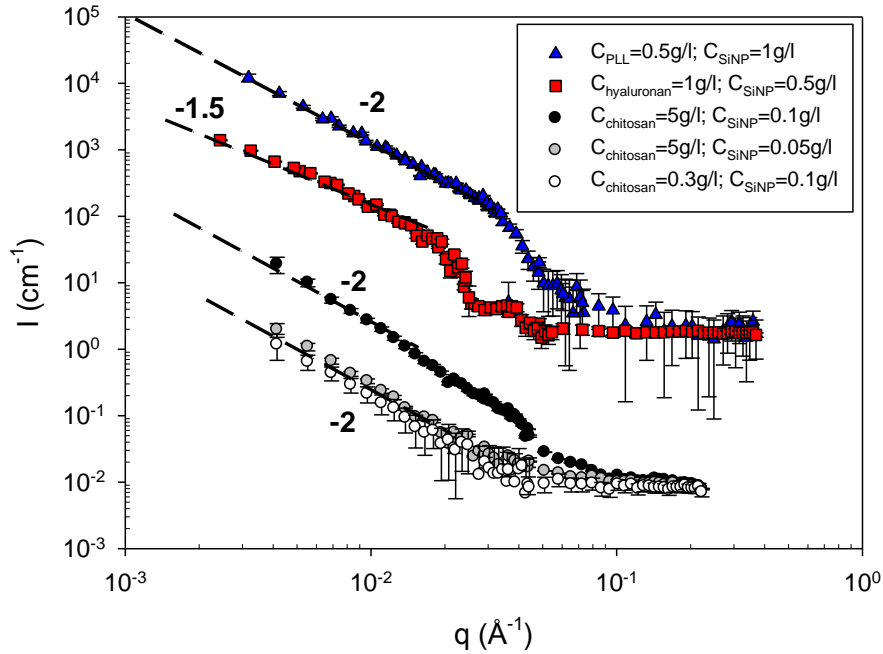 C_PLL=0.5g/l; C_SiNP=1g/l
C_hyaluronan=1g/l; C_SiNP=0.5g/l
C_chitosan=5g/l; C_SiNP=0.1g/l
C_chitosan=5g/l; C_SiNP=0.05g/l
C_chitosan=0.3g/l; C_SiNP=0.1g/l
10^5
10^4
10^3
10^2
10^1
10^0
10^-1
10^-2
10^-3
I (cm^-1)
-2
-1.5
-2
-2
10^-3
10^-2
10^-1
10^0
q (Å^-1)